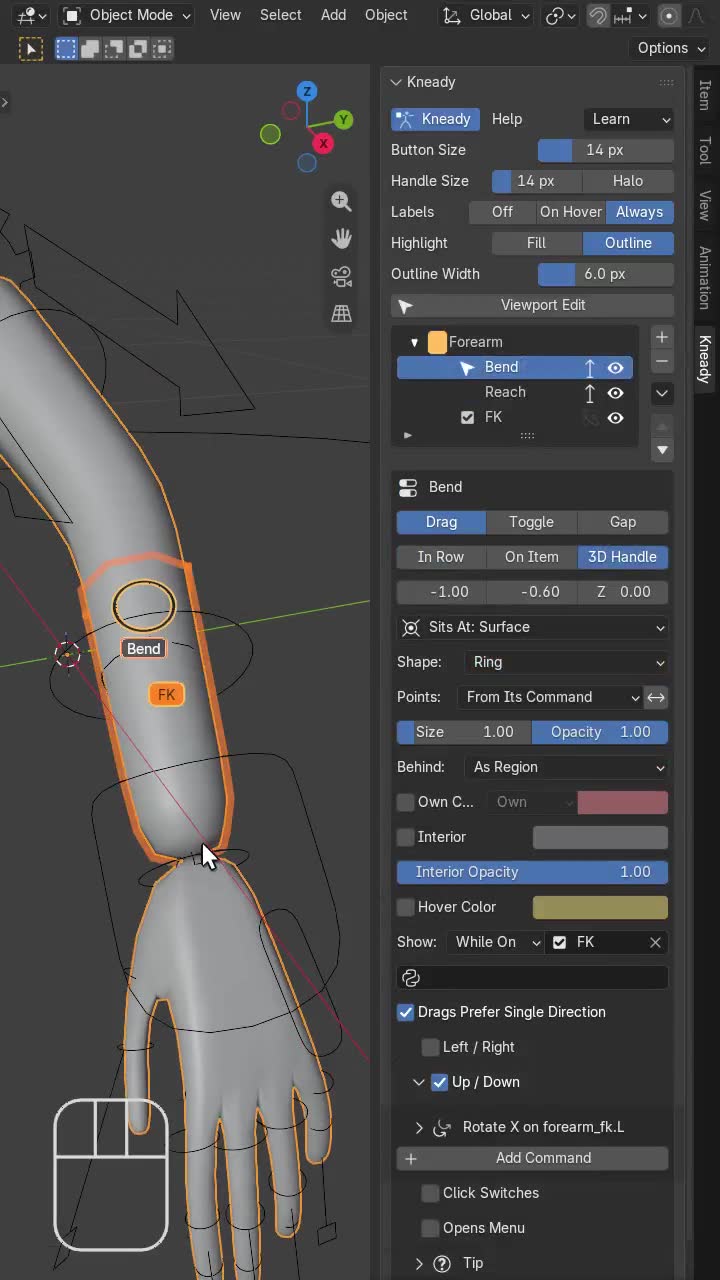 Object Mode View Select Add Object Global
Options
Kneady
Kneady Help Learn
Button Size 14 px
Handle Size 14 px Halo
Labels Off On Hover Always
Highlight Fill Outline
Outline Width 6.0 px
Viewport Edit
Forearm
Bend
Reach
FK
Bend
Drag Toggle Gap
In Row On Item 3D Handle
-1.00 -0.60 Z 0.00
Sits At: Surface
Shape: Ring
Points: From Its Command
Size 1.00 Opacity 1.00
Behind: As Region
Own C... Own
Interior
Interior Opacity 1.00
Hover Color
Show: While On FK
Drags Prefer Single Direction
Left / Right
Up / Down
Rotate X on forearm_fk.L
Add Command
Click Switches
Opens Menu
Tip
Item
Tool
View
Animation
Kneady
Z
Y
X
Bend
FK